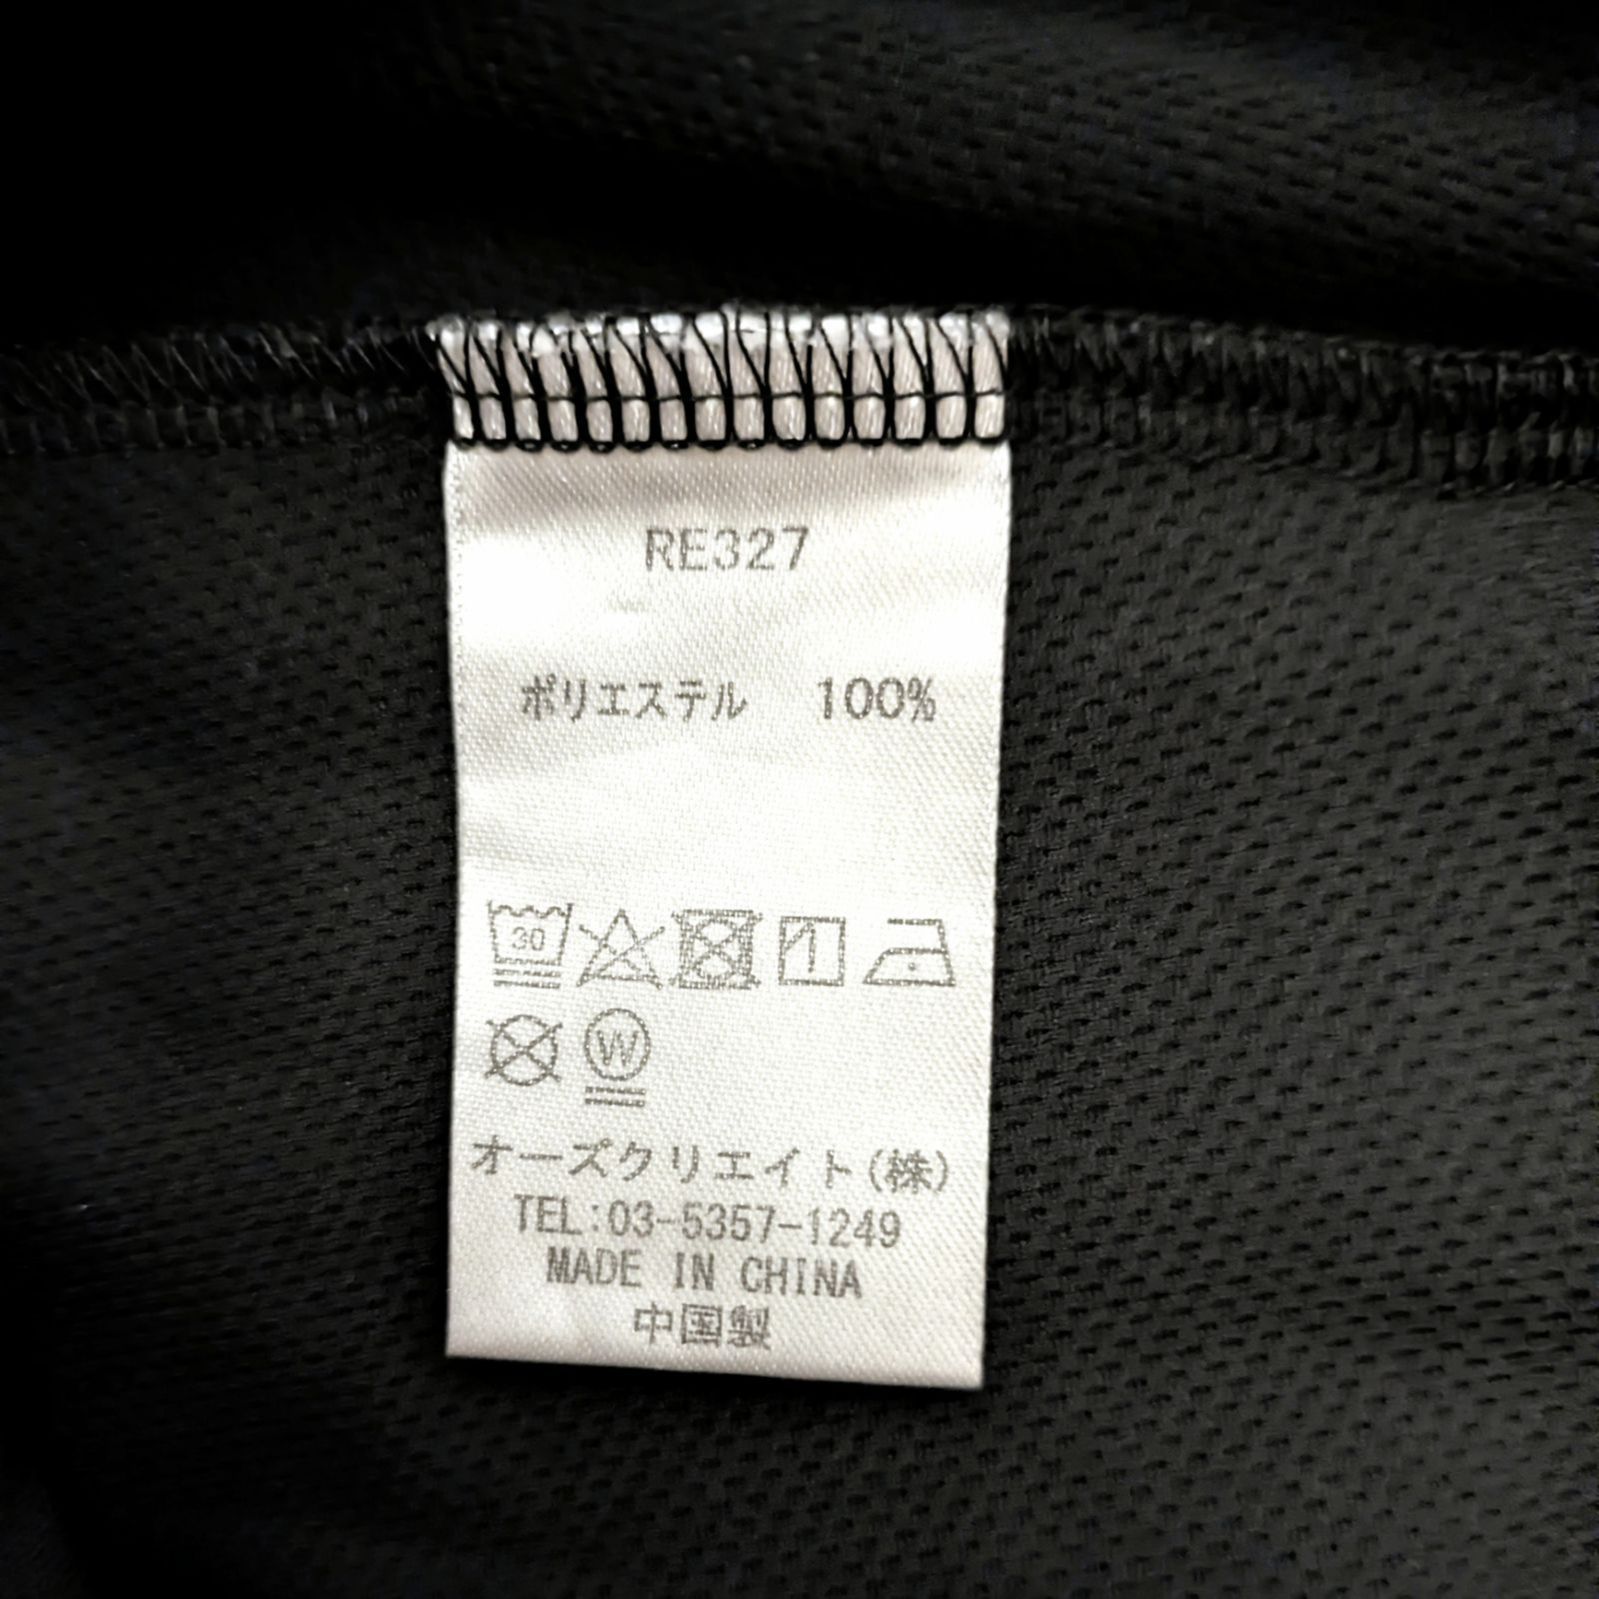 RE327
ポリエステル 100%
30
W
オーズクリエイト(株)
TEL:03-5357-1249
MADE IN CHINA
中国製